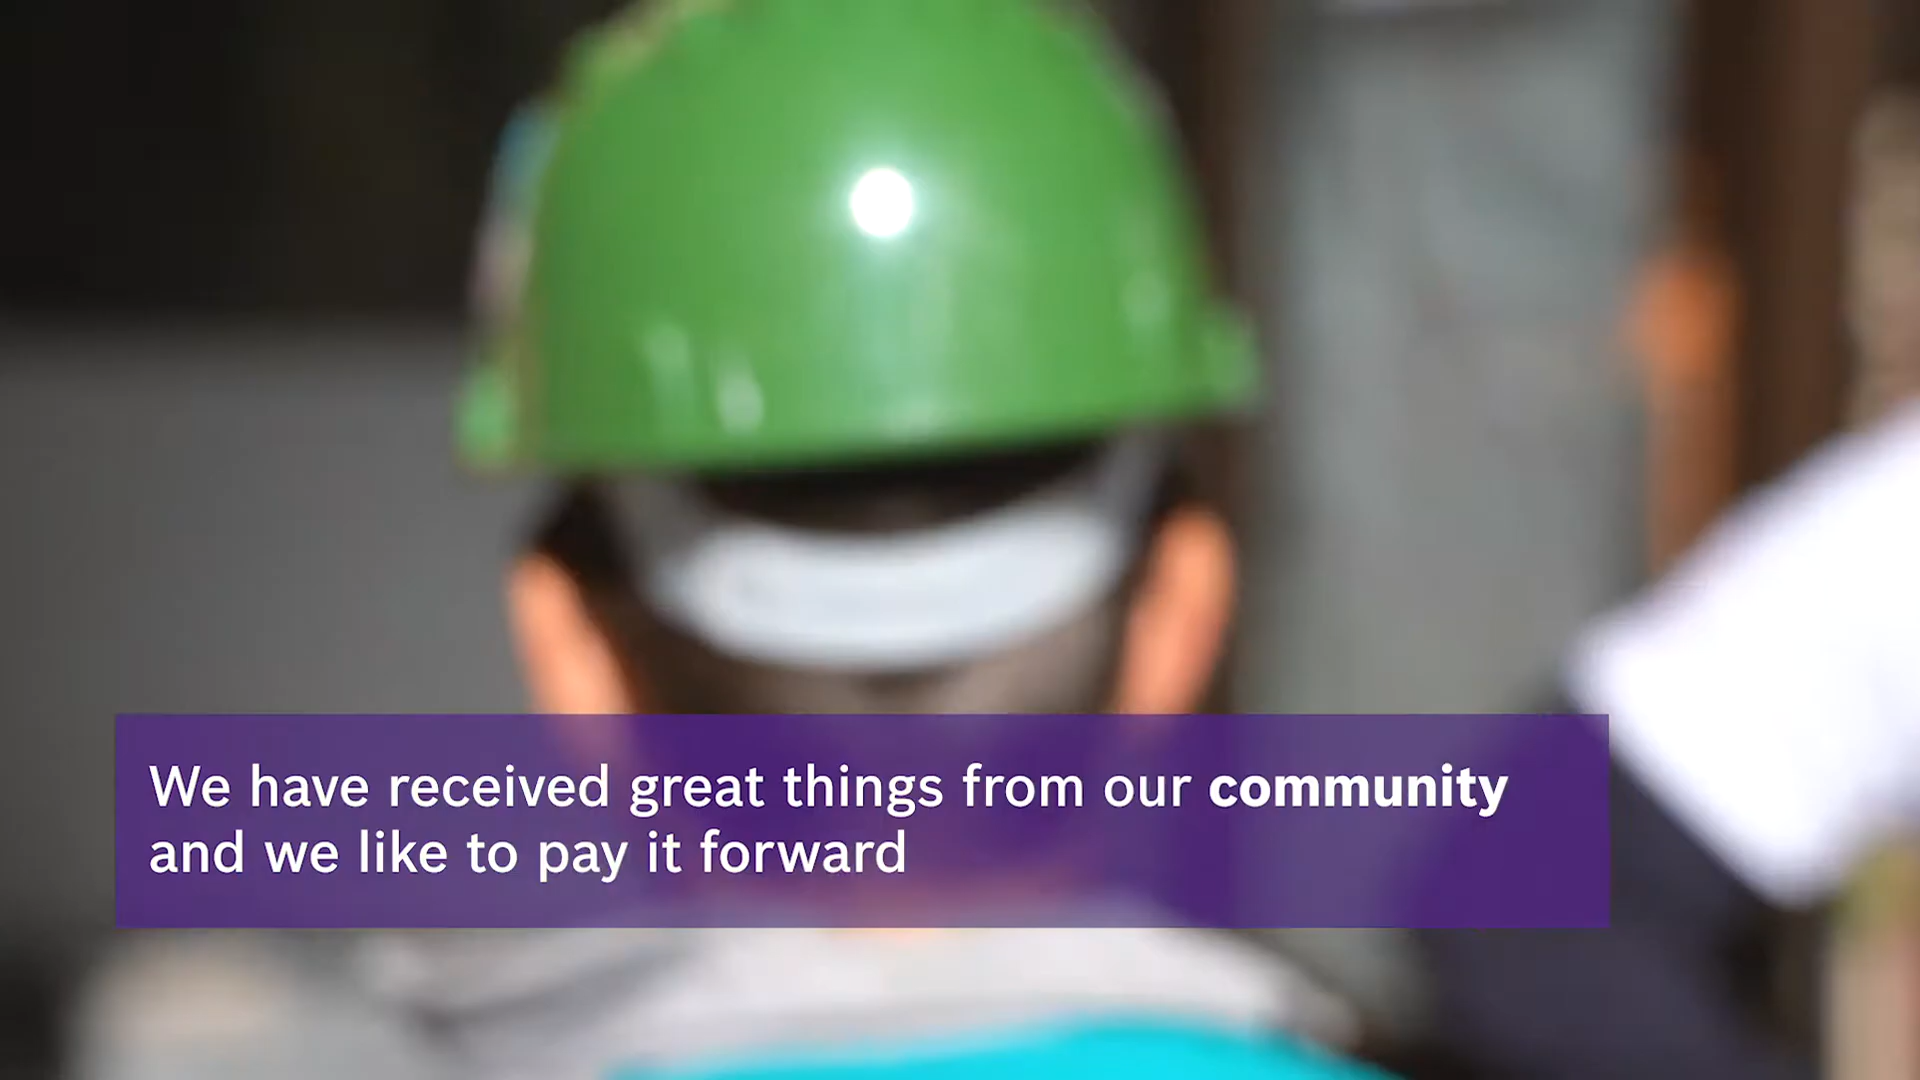 We have received great things from our community
and we like to pay it forward